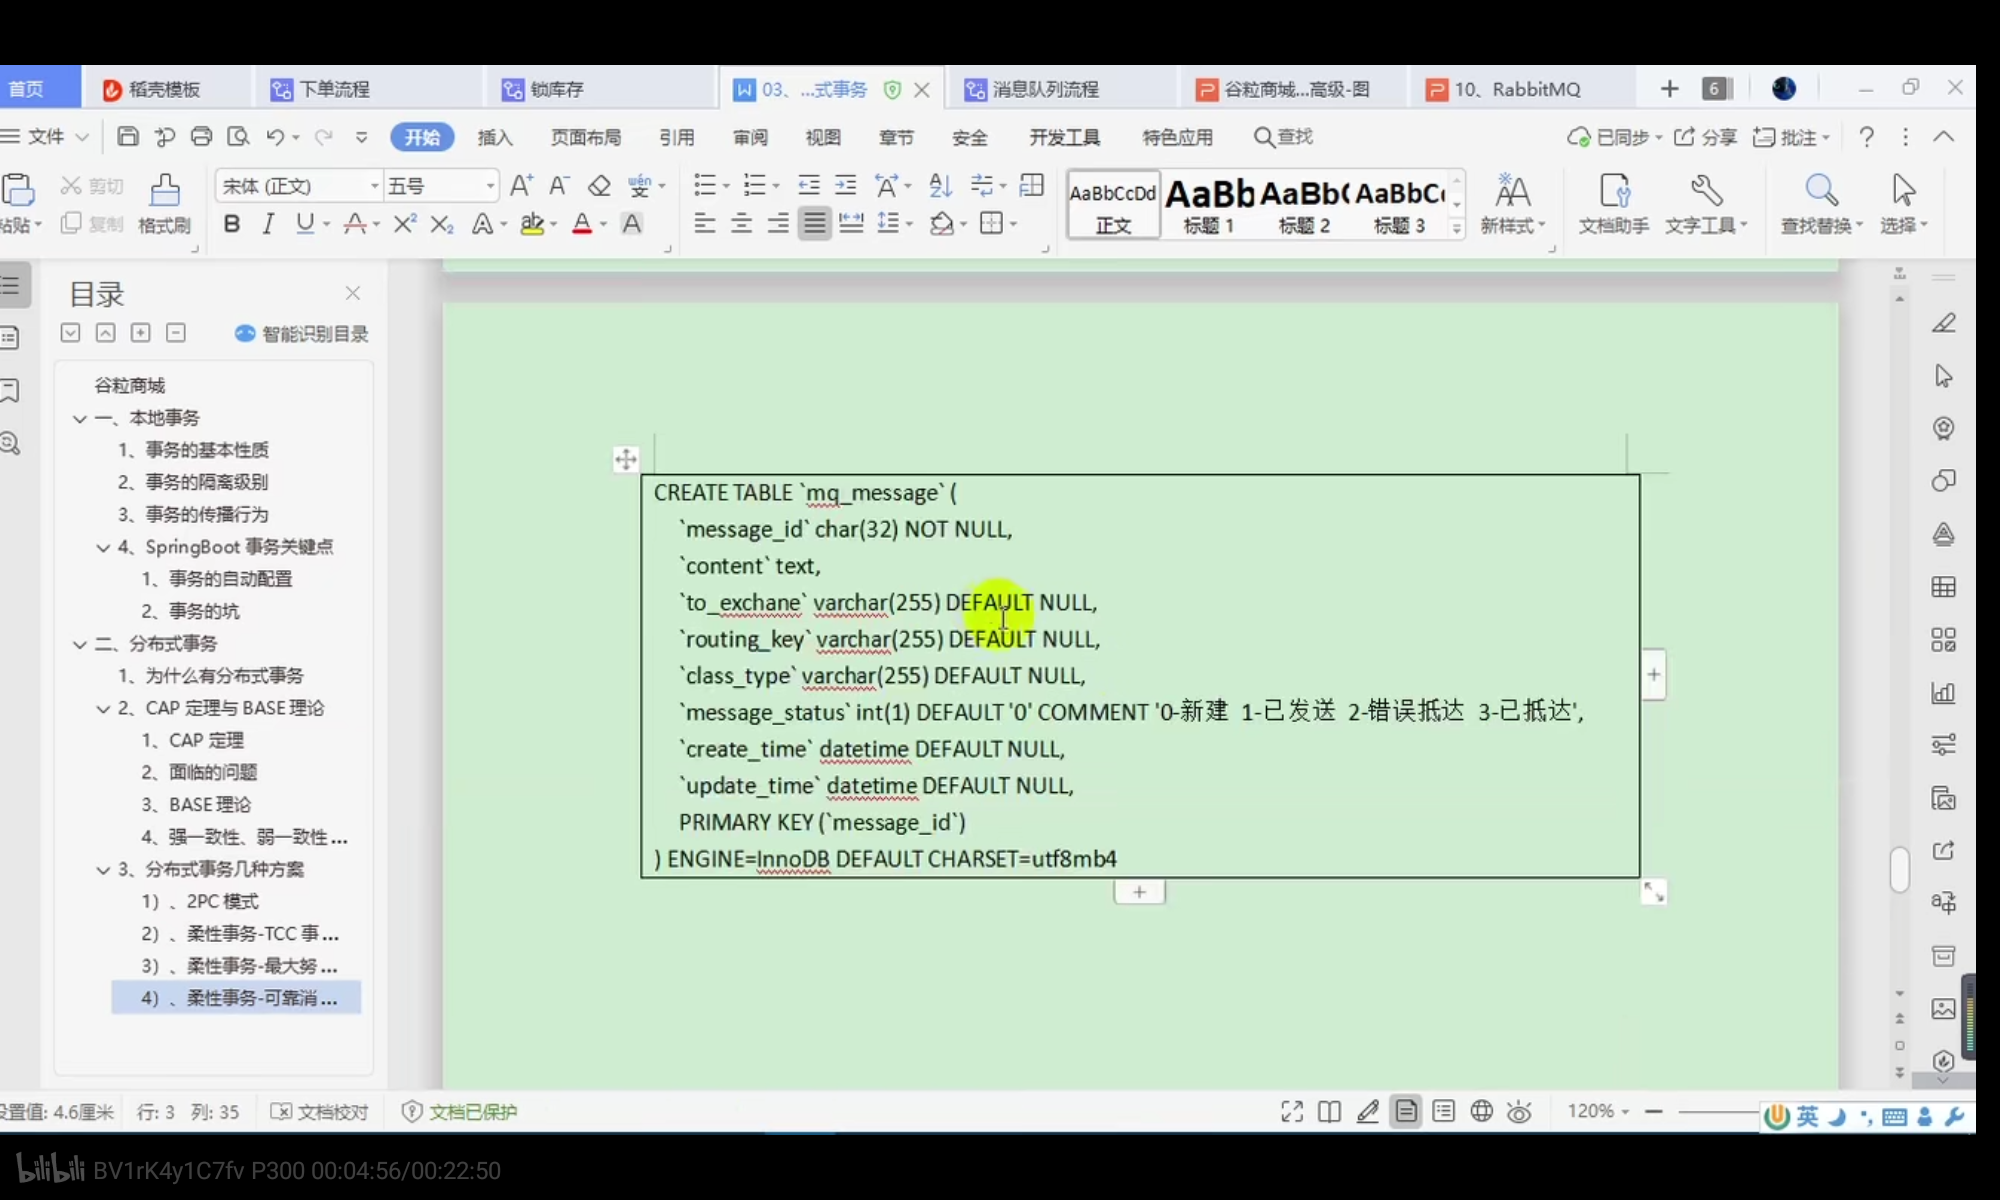 首页 稻壳模板 下单流程 锁库存 03、...式事务 消息队列流程 谷粒商城...高级-图 10、RabbitMQ 6
文件 开始 插入 页面布局 引用 审阅 视图 章节 安全 开发工具 特色应用 查找 已同步 分享 批注
剪切 宋体 (正文) 五号
粘贴 复制 格式刷
AaBbCcDd AaBb AaBb( AaBbC
正文 标题 1 标题 2 标题 3 新样式 文档助手 文字工具 查找替换 选择
目录
智能识别目录
谷粒商城
一、本地事务
1、事务的基本性质
2、事务的隔离级别
3、事务的传播行为
4、SpringBoot 事务关键点
1、事务的自动配置
2、事务的坑
二、分布式事务
1、为什么有分布式事务
2、CAP 定理与 BASE 理论
1、CAP 定理
2、面临的问题
3、BASE 理论
4、强一致性、弱一致性...
3、分布式事务几种方案
1）、2PC 模式
2）、柔性事务-TCC 事...
3）、柔性事务-最大努...
4）、柔性事务-可靠消...
CREATE TABLE `mq_message` (
`message_id` char(32) NOT NULL,
`content` text,
`to_exchane` varchar(255) DEFAULT NULL,
`routing_key` varchar(255) DEFAULT NULL,
`class_type` varchar(255) DEFAULT NULL,
`message_status` int(1) DEFAULT '0' COMMENT '0-新建 1-已发送 2-错误抵达 3-已抵达',
`create_time` datetime DEFAULT NULL,
`update_time` datetime DEFAULT NULL,
PRIMARY KEY (`message_id`)
) ENGINE=InnoDB DEFAULT CHARSET=utf8mb4
设置值: 4.6厘米 行: 3 列: 35 文档校对 文档已保护 120% 英
bilibili BV1rK4y1C7fv P300 00:04:56/00:22:50